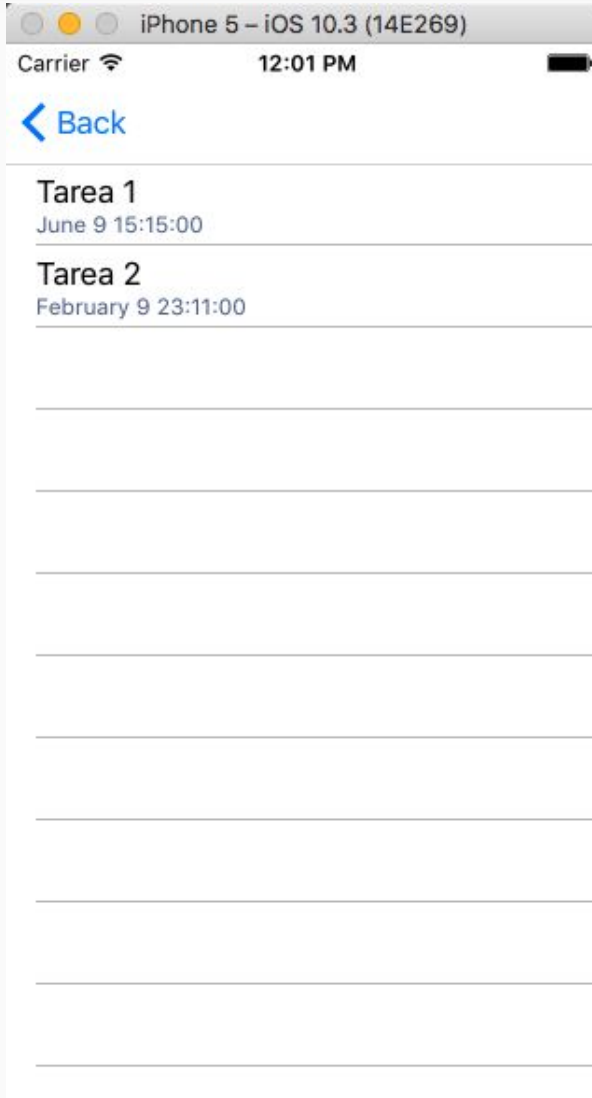 iPhone 5 – iOS 10.3 (14E269)
Carrier 12:01 PM
Back
Tarea 1
June 9 15:15:00
Tarea 2
February 9 23:11:00